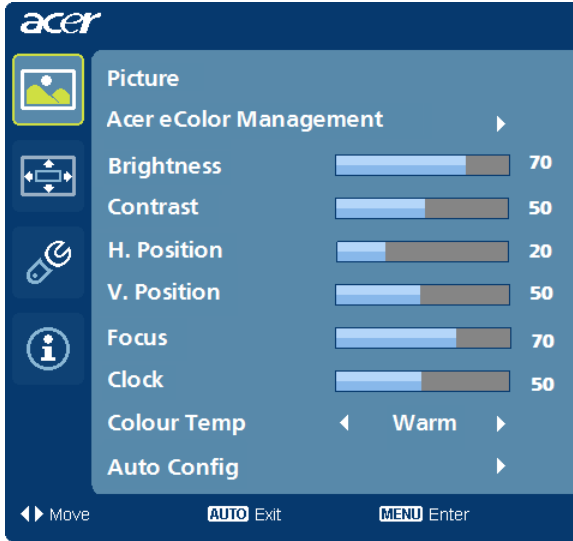 acer
Picture
Acer eColor Management
Brightness 70
Contrast 50
H. Position 20
V. Position 50
Focus 70
Clock 50
Colour Temp Warm
Auto Config
Move AUTO Exit MENU Enter